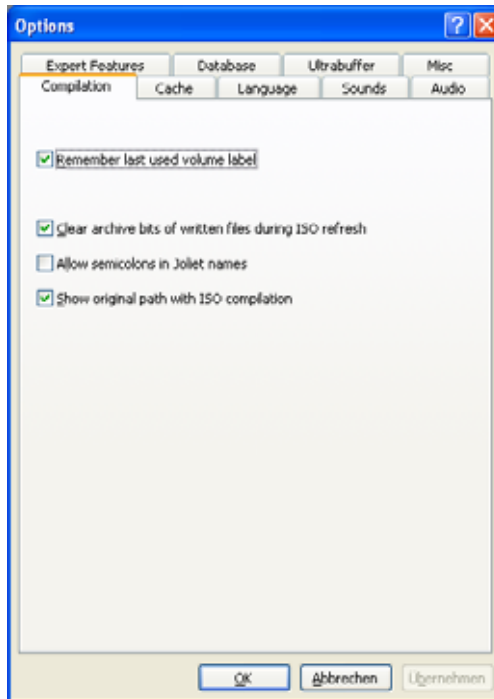 Options
Expert Features Database Ultrabuffer Misc
Compilation Cache Language Sounds Audio
Remember last used volume label
Clear archive bits of written files during ISO refresh
Allow semicolons in Joliet names
Show original path with ISO compilation
OK Abbrechen Übernehmen